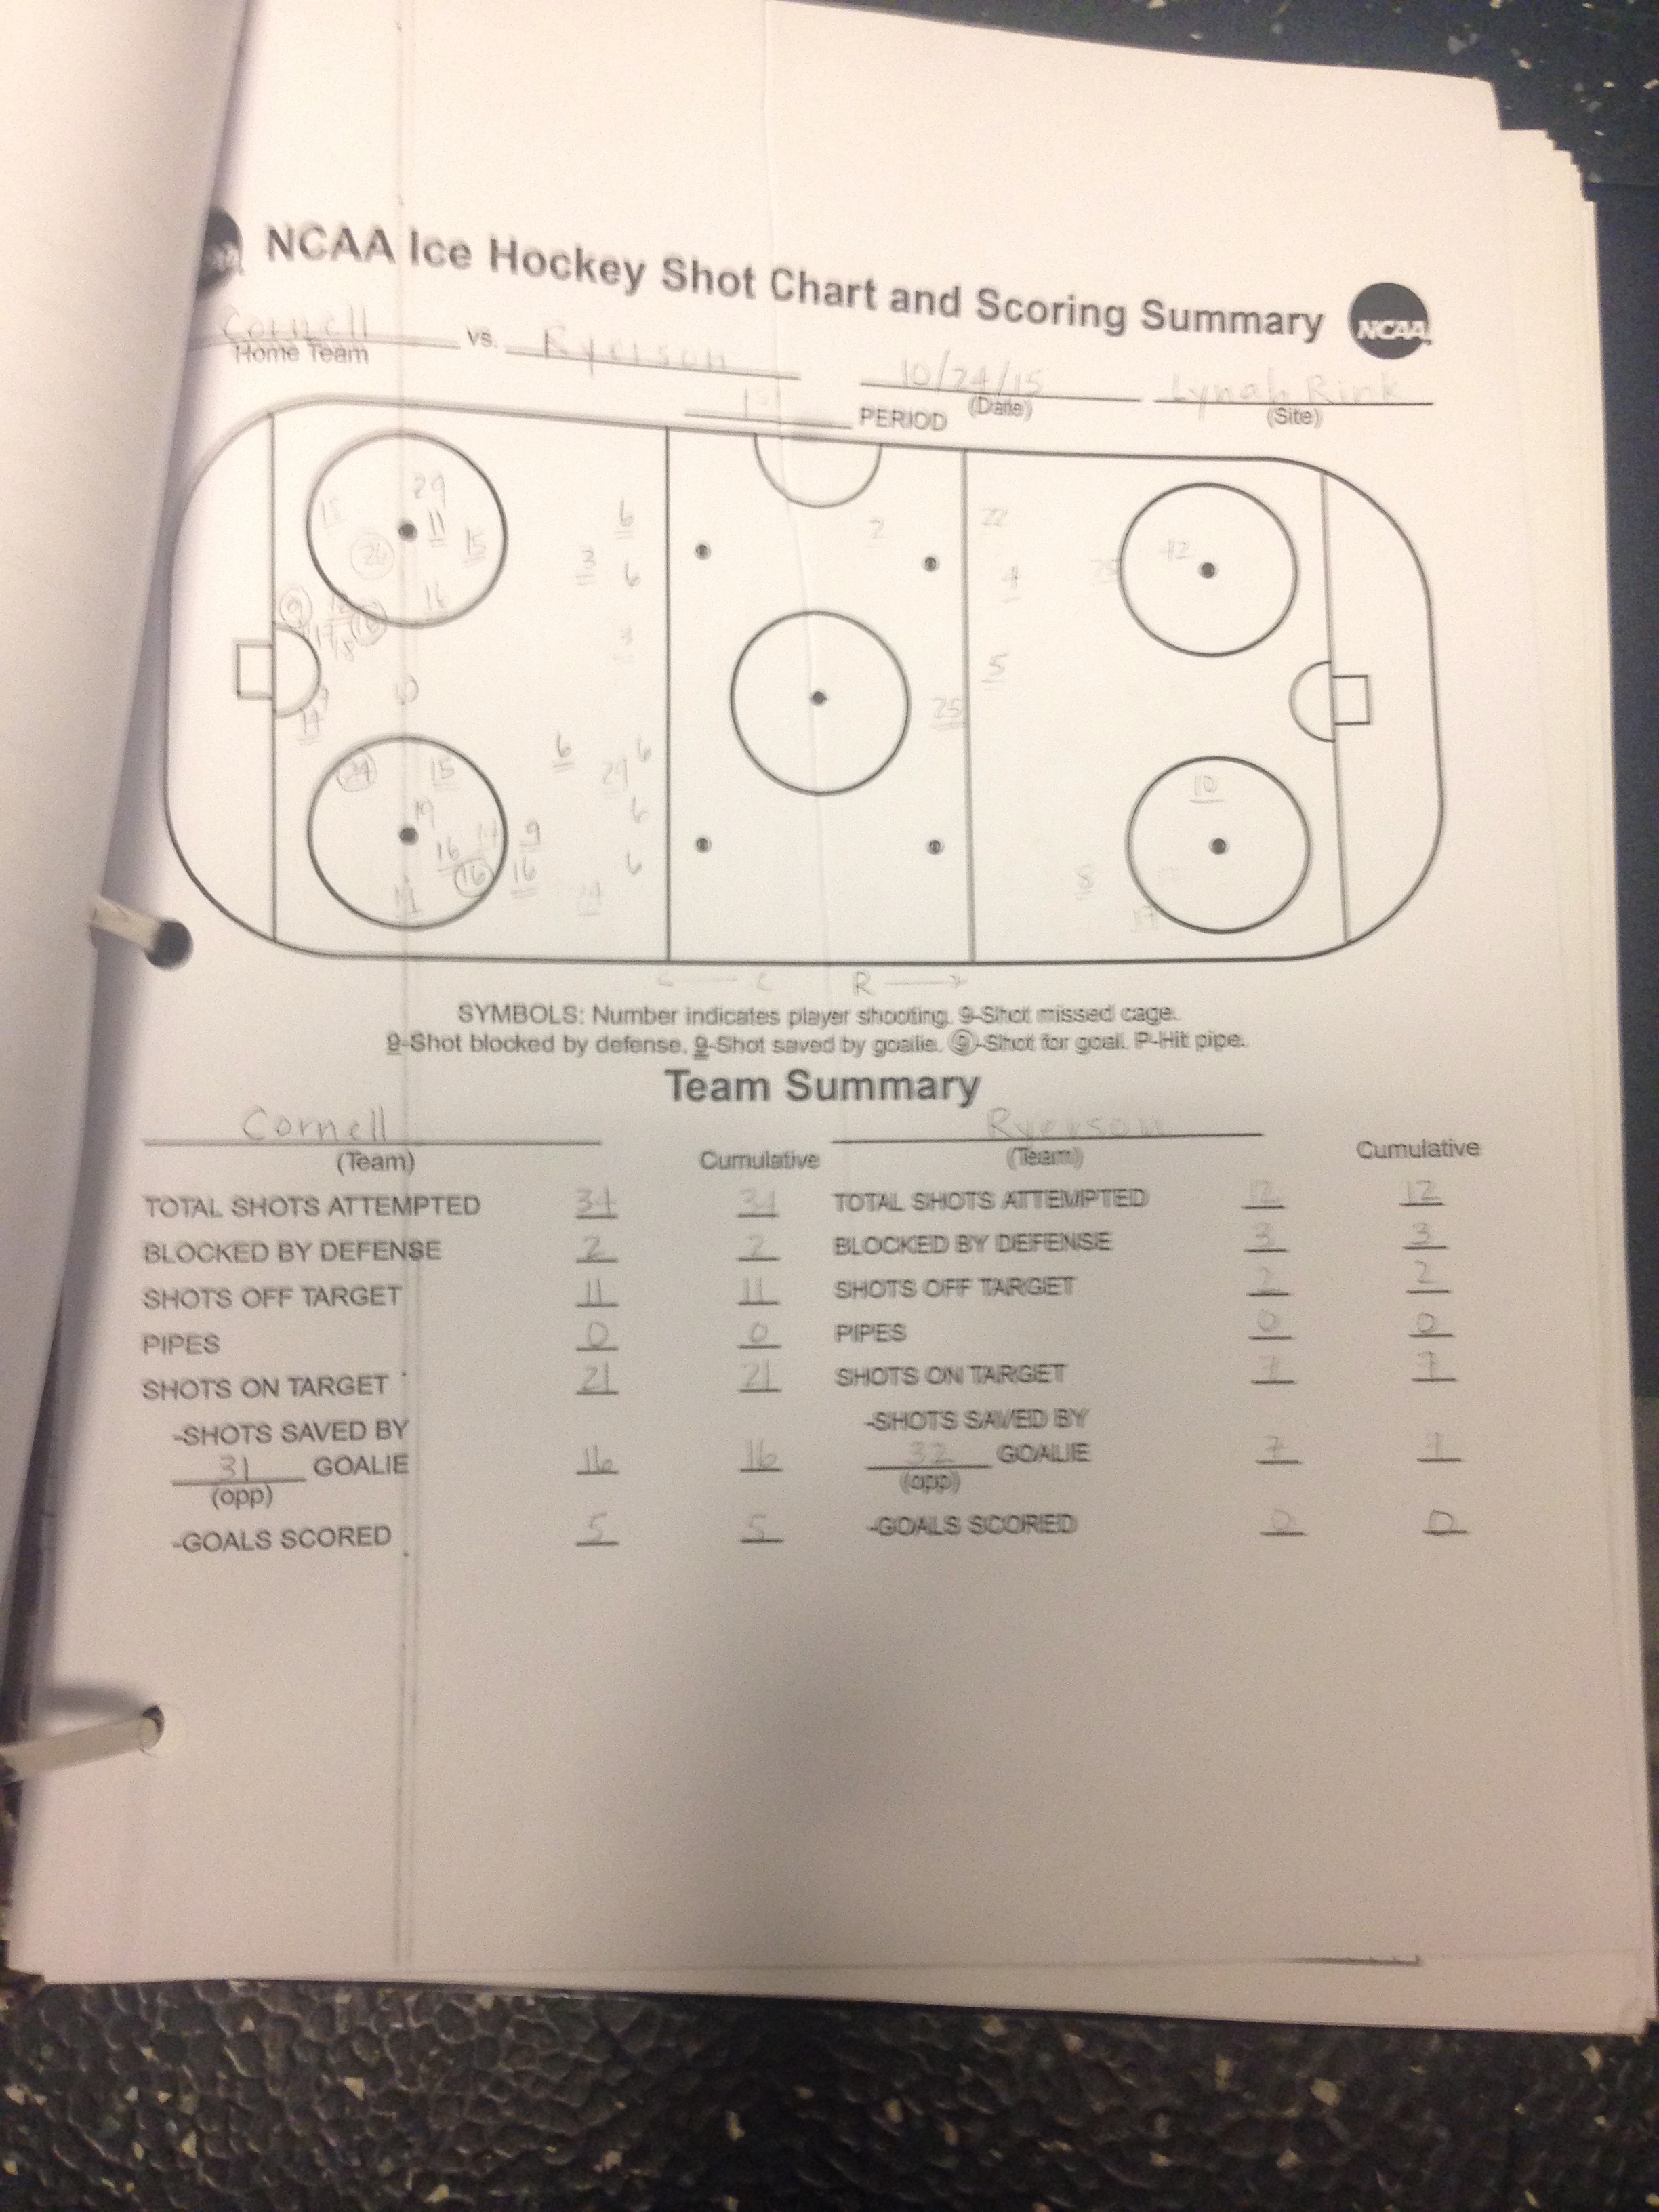 NCAA Ice Hockey Shot Chart and Scoring Summary
NCAA
Cornell vs. Ryerson
Home Team
10/24/15 Lynah Rink
(Date) (Site)
1st PERIOD
29
15 11 15
26
16
6
3 6
3
2
22
4
5
25
12
9
18
14
24 15
6 6
29
19
6
16 9
16 16 6
10
8
17
C R
SYMBOLS: Number indicates player shooting. 9-Shot missed cage.
9-Shot blocked by defense. 9-Shot saved by goalie. 9-Shot for goal. P-Hit pipe.
Team Summary
Cornell Ryerson
(Team) Cumulative (Team) Cumulative
TOTAL SHOTS ATTEMPTED 34 34 TOTAL SHOTS ATTEMPTED 12 12
BLOCKED BY DEFENSE 2 2 BLOCKED BY DEFENSE 3 3
SHOTS OFF TARGET 11 11 SHOTS OFF TARGET 2 2
PIPES 0 0 PIPES 0 0
SHOTS ON TARGET 21 21 SHOTS ON TARGET 7 7
-SHOTS SAVED BY -SHOTS SAVED BY
31 GOALIE 16 16 32 GOALIE 7 7
(opp) (opp)
-GOALS SCORED 5 5 -GOALS SCORED 0 0